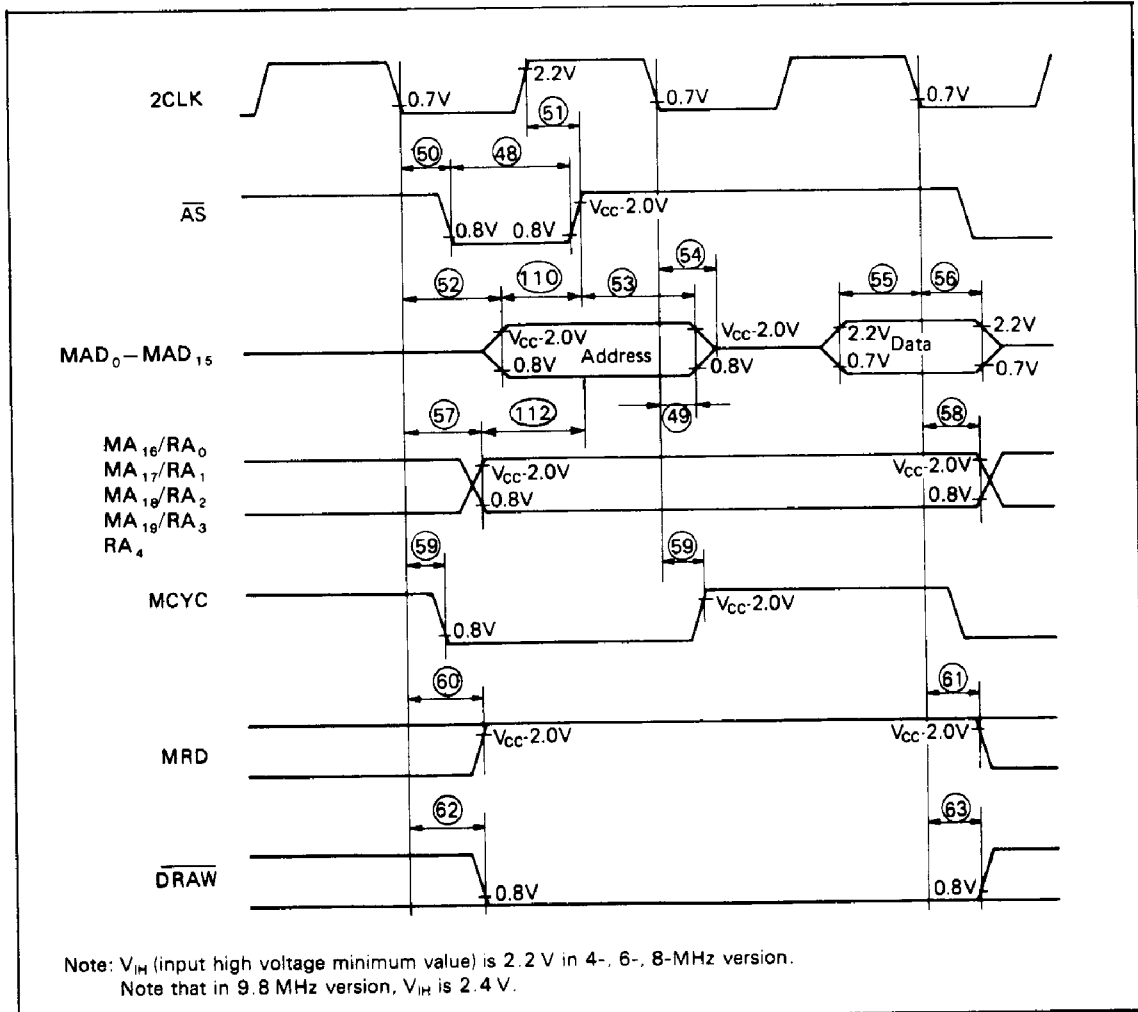 2CLK
0.7V
2.2V
0.7V
0.7V
51
50
48
AS
0.8V
0.8V
VCC-2.0V
54
52
110
53
55
56
MAD0-MAD15
VCC-2.0V
0.8V
Address
VCC-2.0V
0.8V
2.2V
0.7V
Data
2.2V
0.7V
57
112
49
58
MA16/RA0
MA17/RA1
MA18/RA2
MA19/RA3
RA4
VCC-2.0V
0.8V
VCC-2.0V
0.8V
59
59
MCYC
0.8V
VCC-2.0V
60
61
MRD
VCC-2.0V
VCC-2.0V
62
63
DRAW
0.8V
0.8V
Note: VIH (input high voltage minimum value) is 2.2 V in 4-, 6-, 8-MHz version.
Note that in 9.8 MHz version, VIH is 2.4 V.